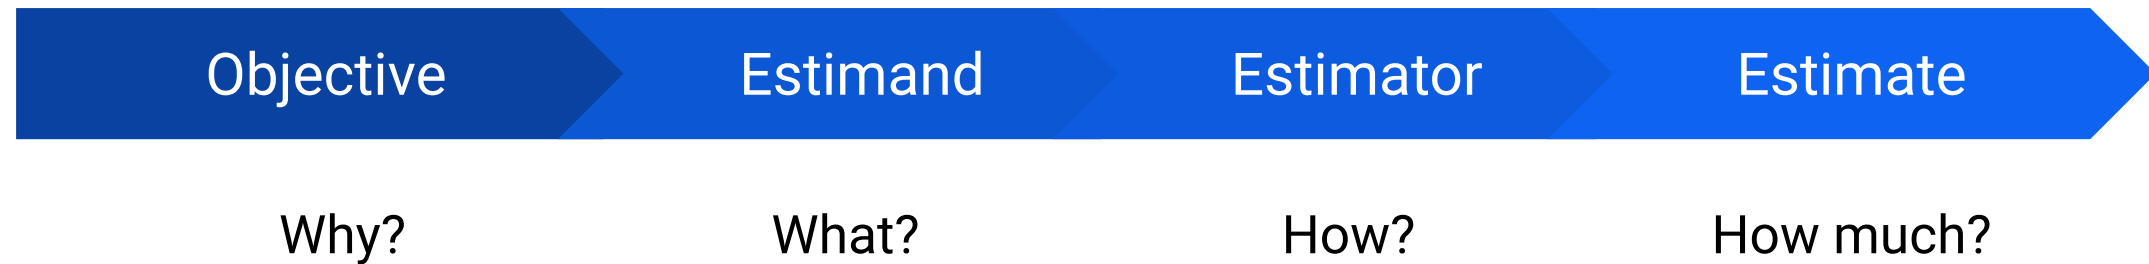 Objective Estimand Estimator Estimate
Why? What? How? How much?